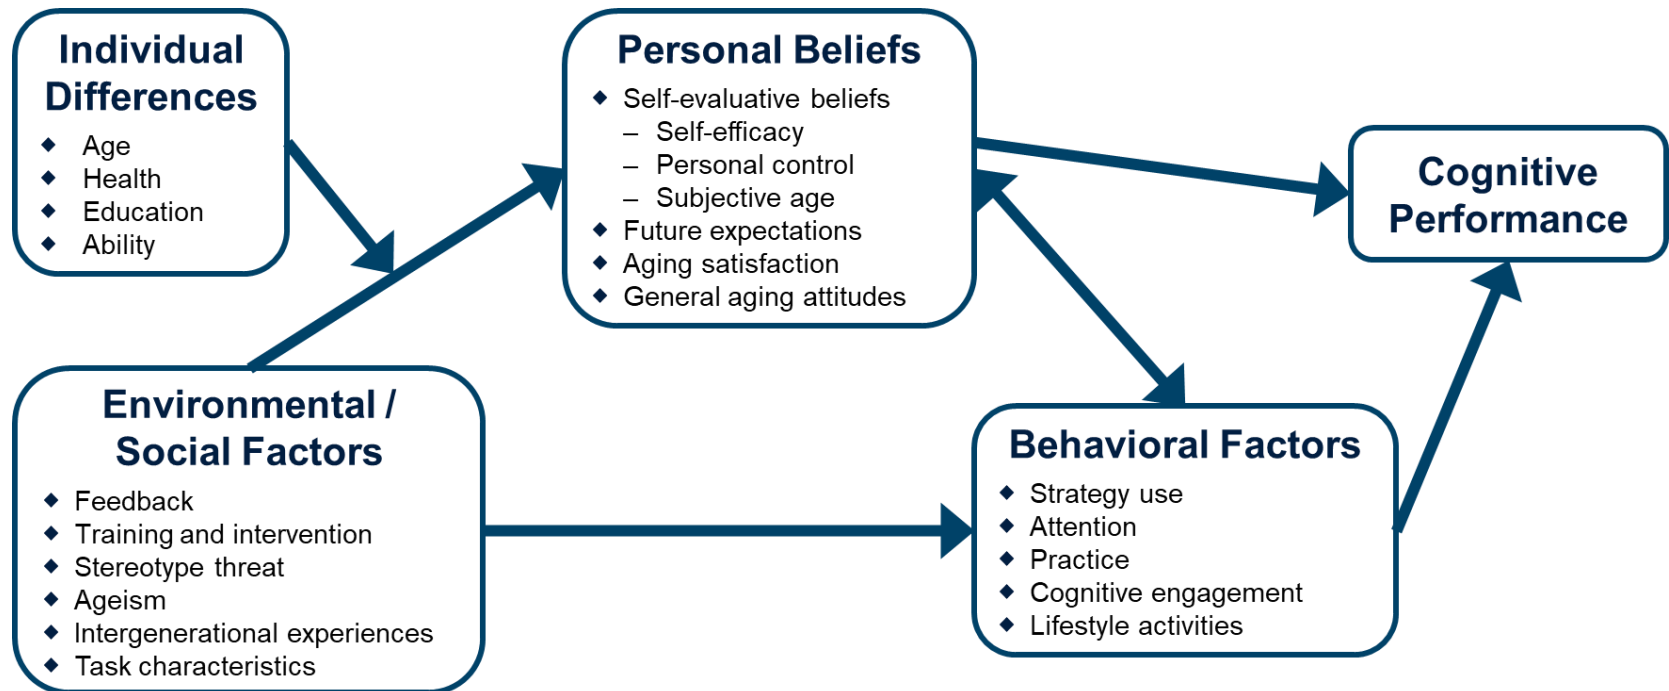 Individual
Differences
◆ Age
◆ Health
◆ Education
◆ Ability
Personal Beliefs
◆ Self-evaluative beliefs
– Self-efficacy
– Personal control
– Subjective age
◆ Future expectations
◆ Aging satisfaction
◆ General aging attitudes
Cognitive
Performance
Environmental /
Social Factors
◆ Feedback
◆ Training and intervention
◆ Stereotype threat
◆ Ageism
◆ Intergenerational experiences
◆ Task characteristics
Behavioral Factors
◆ Strategy use
◆ Attention
◆ Practice
◆ Cognitive engagement
◆ Lifestyle activities